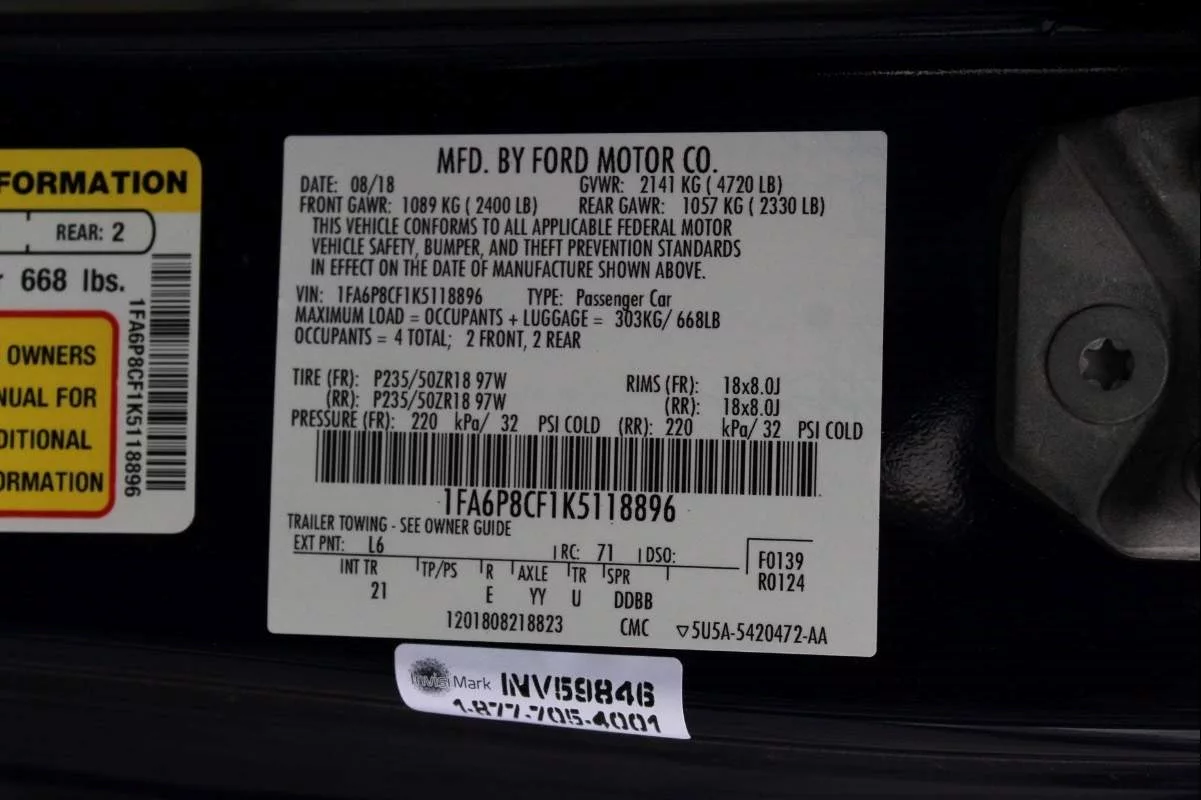 FORMATION
REAR: 2
668 lbs.
OWNERS
NUAL FOR
DITIONAL
ORMATION
1FA6P8CF1K5118896
MFD. BY FORD MOTOR CO.
DATE: 08/18 GVWR: 2141 KG ( 4720 LB)
FRONT GAWR: 1089 KG ( 2400 LB) REAR GAWR: 1057 KG ( 2330 LB)
THIS VEHICLE CONFORMS TO ALL APPLICABLE FEDERAL MOTOR
VEHICLE SAFETY, BUMPER, AND THEFT PREVENTION STANDARDS
IN EFFECT ON THE DATE OF MANUFACTURE SHOWN ABOVE.
VIN: 1FA6P8CF1K5118896 TYPE: Passenger Car
MAXIMUM LOAD = OCCUPANTS + LUGGAGE = 303KG/ 668LB
OCCUPANTS = 4 TOTAL; 2 FRONT, 2 REAR
TIRE (FR): P235/50ZR18 97W RIMS (FR): 18x8.0J
(RR): P235/50ZR18 97W (RR): 18x8.0J
PRESSURE (FR): 220 kPa/ 32 PSI COLD (RR): 220 kPa/ 32 PSI COLD
1FA6P8CF1K5118896
TRAILER TOWING - SEE OWNER GUIDE
EXT PNT: L6 RC: 71 DSO: F0139
R0124
INT TR TP/PS R AXLE TR SPR
21 E YY U DDBB
1201808218823 CMC ▽5U5A-5420472-AA
InvisiMark INV59846
1-877-705-4001